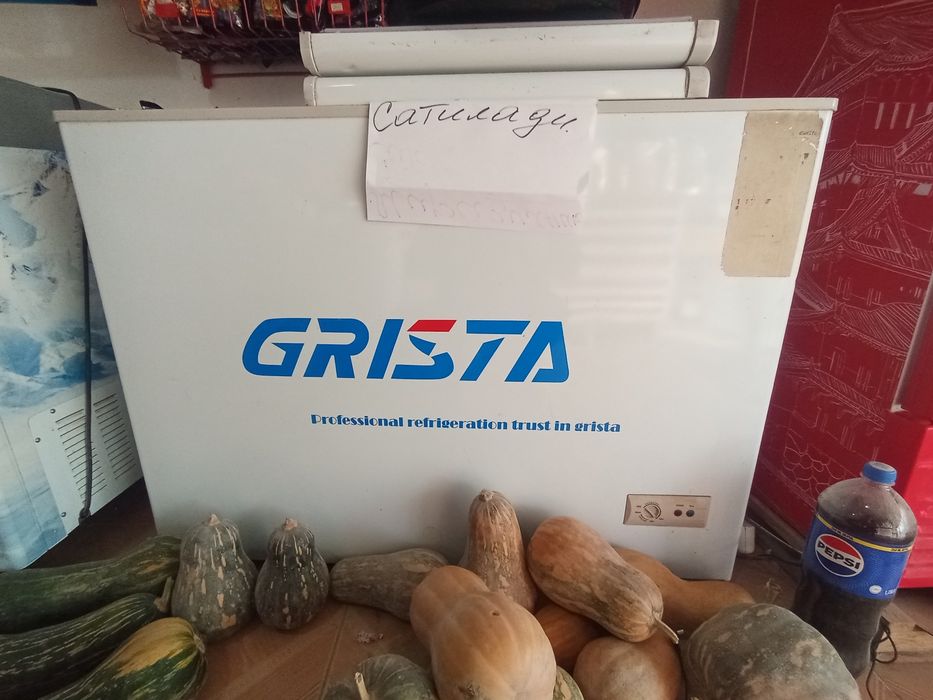 Сатилади.
GRISTA
Professional refrigeration trust in grista
PEPSI